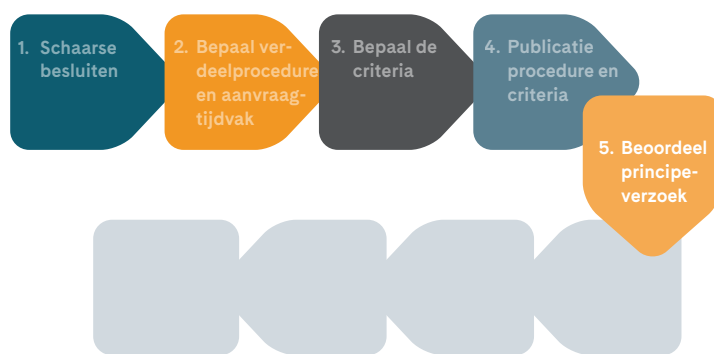 1. Schaarse
besluiten
2. Bepaal ver-
deelprocedure
en aanvraag-
tijdvak
3. Bepaal de
criteria
4. Publicatie
procedure en
criteria
5. Beoordeel
principe-
verzoek